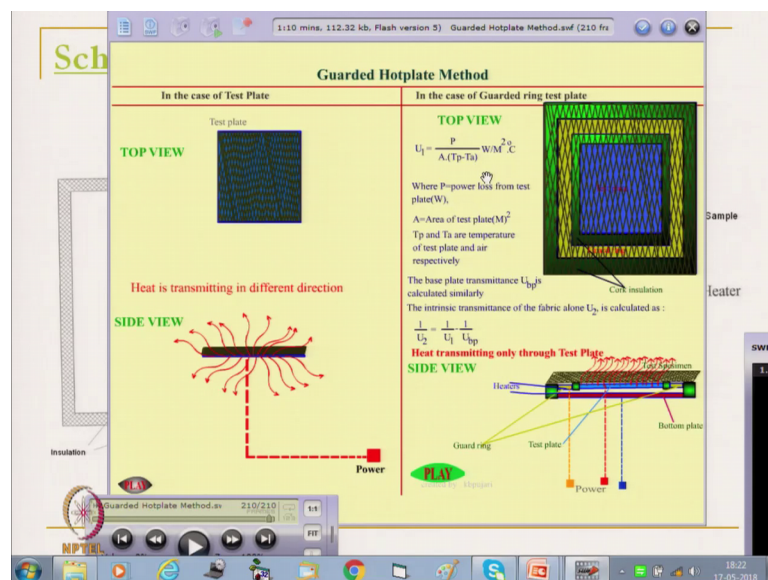 1:10 mins, 112.32 kb, Flash version 5) Guarded Hotplate Method.swf (210 fra
Sch
Guarded Hotplate Method
In the case of Test Plate
Test plate
TOP VIEW
Heat is transmitting in different direction
SIDE VIEW
Power
PLAY
In the case of Guarded ring test plate
TOP VIEW
U1 = P / A.(Tp-Ta) W/M²°C
Where P=power loss from test
plate(W),
A=Area of test plate(M)²
Tp and Ta are temperature
of test plate and air
respectively
The base plate transmittance Ubp is
calculated similarly
The intrinsic transmittance of the fabric alone U2, is calculated as :
1/U2 = 1/U1 - 1/Ubp
Cork insulation
Heat transmitting only through Test Plate
SIDE VIEW
Test specimen
Heaters
Bottom plate
Guard ring
Test plate
PLAY
Power
Sample
Heater
Insulation
SWF
1.
Guarded Hotplate Method.sv 210/210
1:1
FIT
NPTEL
18:22
17-05-2018